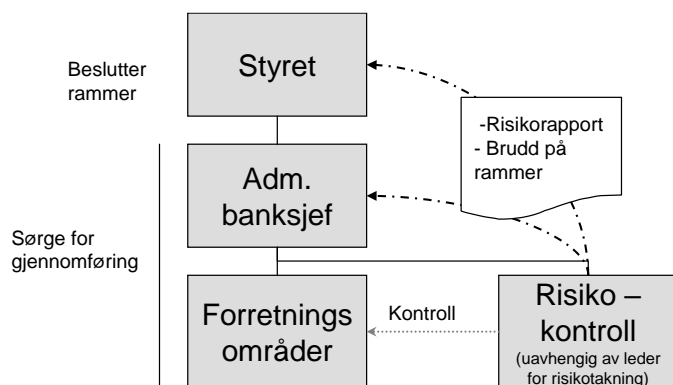 Beslutter
rammer
Styret
-Risikorapport
- Brudd på
rammer
Adm.
banksjef
Sørge for
gjennomføring
Forretnings
områder
Kontroll
Risiko –
kontroll
(uavhengig av leder
for risikotakning)